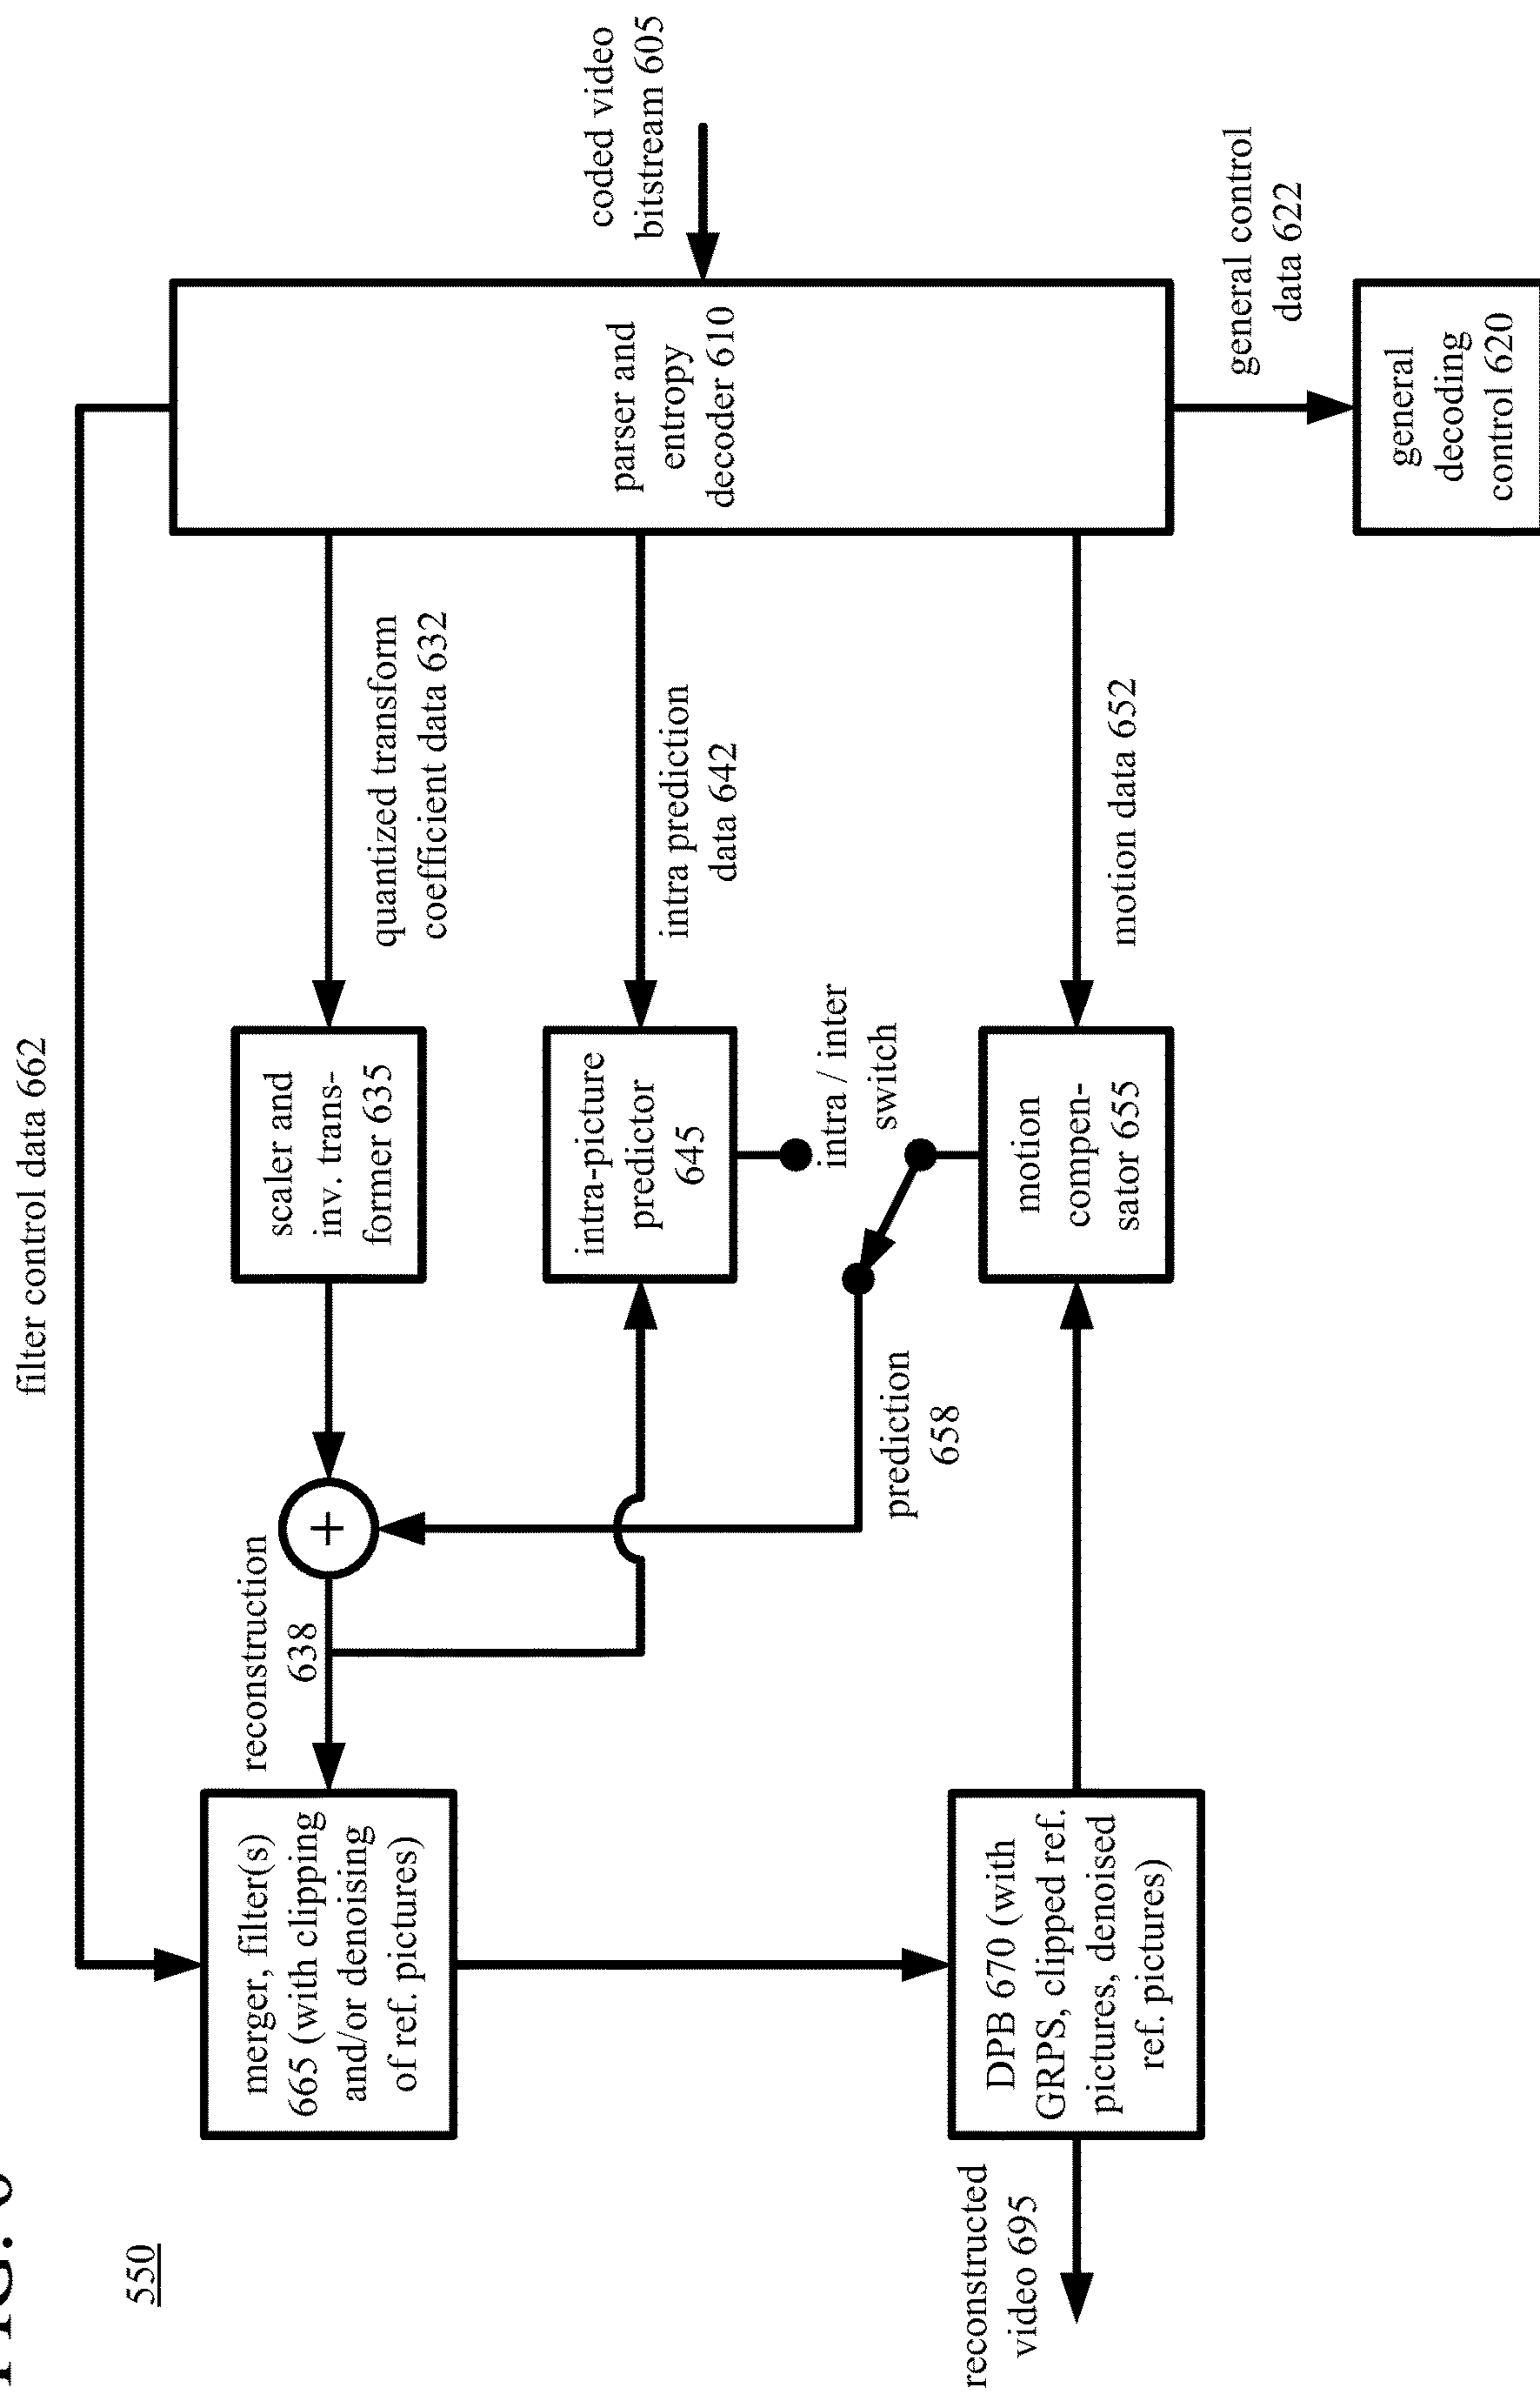 FIG. 6
550
filter control data 662
coded video
bitstream 605
parser and
entropy
decoder 610
general control
data 622
general
decoding
control 620
quantized transform
coefficient data 632
intra prediction
data 642
motion data 652
scaler and
inv. trans-
former 635
intra-picture
predictor
645
intra / inter
switch
motion
compen-
sator 655
+
reconstruction
638
prediction
658
merger, filter(s)
665 (with clipping
and/or denoising
of ref. pictures)
DPB 670 (with
GRPS, clipped ref.
pictures, denoised
ref. pictures)
reconstructed
video 695